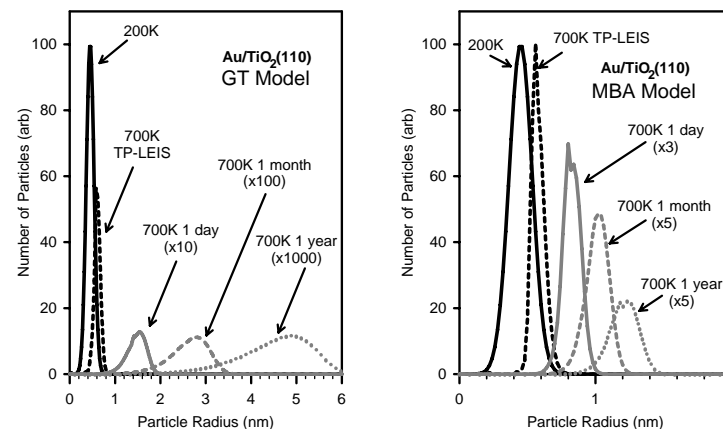 200K
Au/TiO2(110)
GT Model
700K
TP-LEIS
700K 1 month
(x100)
700K 1 day
(x10)
700K 1 year
(x1000)
Number of Particles (arb)
100
80
60
40
20
0
0 1 2 3 4 5 6
Particle Radius (nm)
200K
700K TP-LEIS
Au/TiO2(110)
MBA Model
700K 1 day
(x3)
700K 1 month
(x5)
700K 1 year
(x5)
Number of Particles (arb)
100
80
60
40
20
0
0 1
Particle Radius (nm)